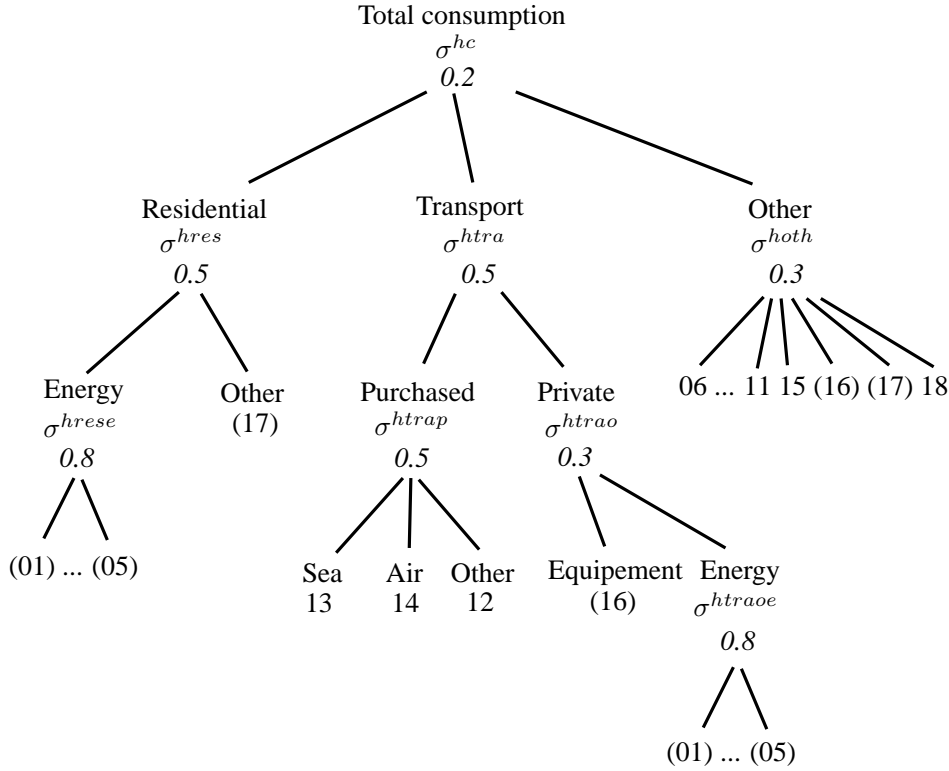 Total consumption
σ^{hc}
0.2
Residential Transport Other
σ^{hres} σ^{htra} σ^{hoth}
0.5 0.5 0.3
Energy Other Purchased Private 06 ... 11 15 (16) (17) 18
σ^{hrese} (17) σ^{htrap} σ^{htrao}
0.8 0.5 0.3
(01) ... (05) Sea Air Other Equipement Energy
13 14 12 (16) σ^{htraoe}
0.8
(01) ... (05)